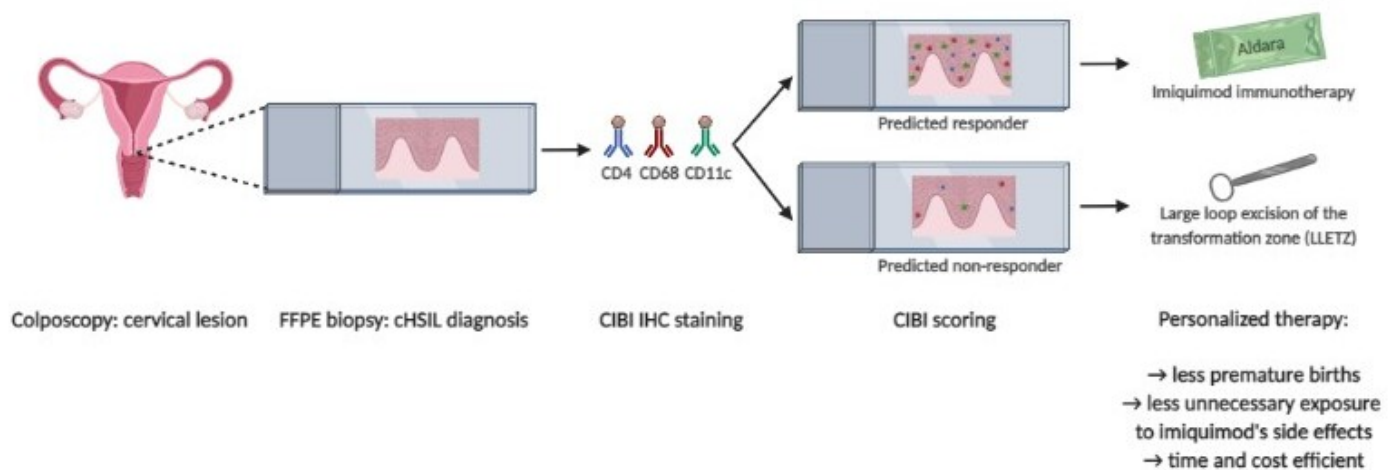 Aldara
Imiquimod immunotherapy
Predicted responder
CD4 CD68 CD11c
Large loop excision of the
transformation zone (LLETZ)
Predicted non-responder
Colposcopy: cervical lesion
FFPE biopsy: cHSIL diagnosis
CIBI IHC staining
CIBI scoring
Personalized therapy:
→ less premature births
→ less unnecessary exposure
to imiquimod's side effects
→ time and cost efficient